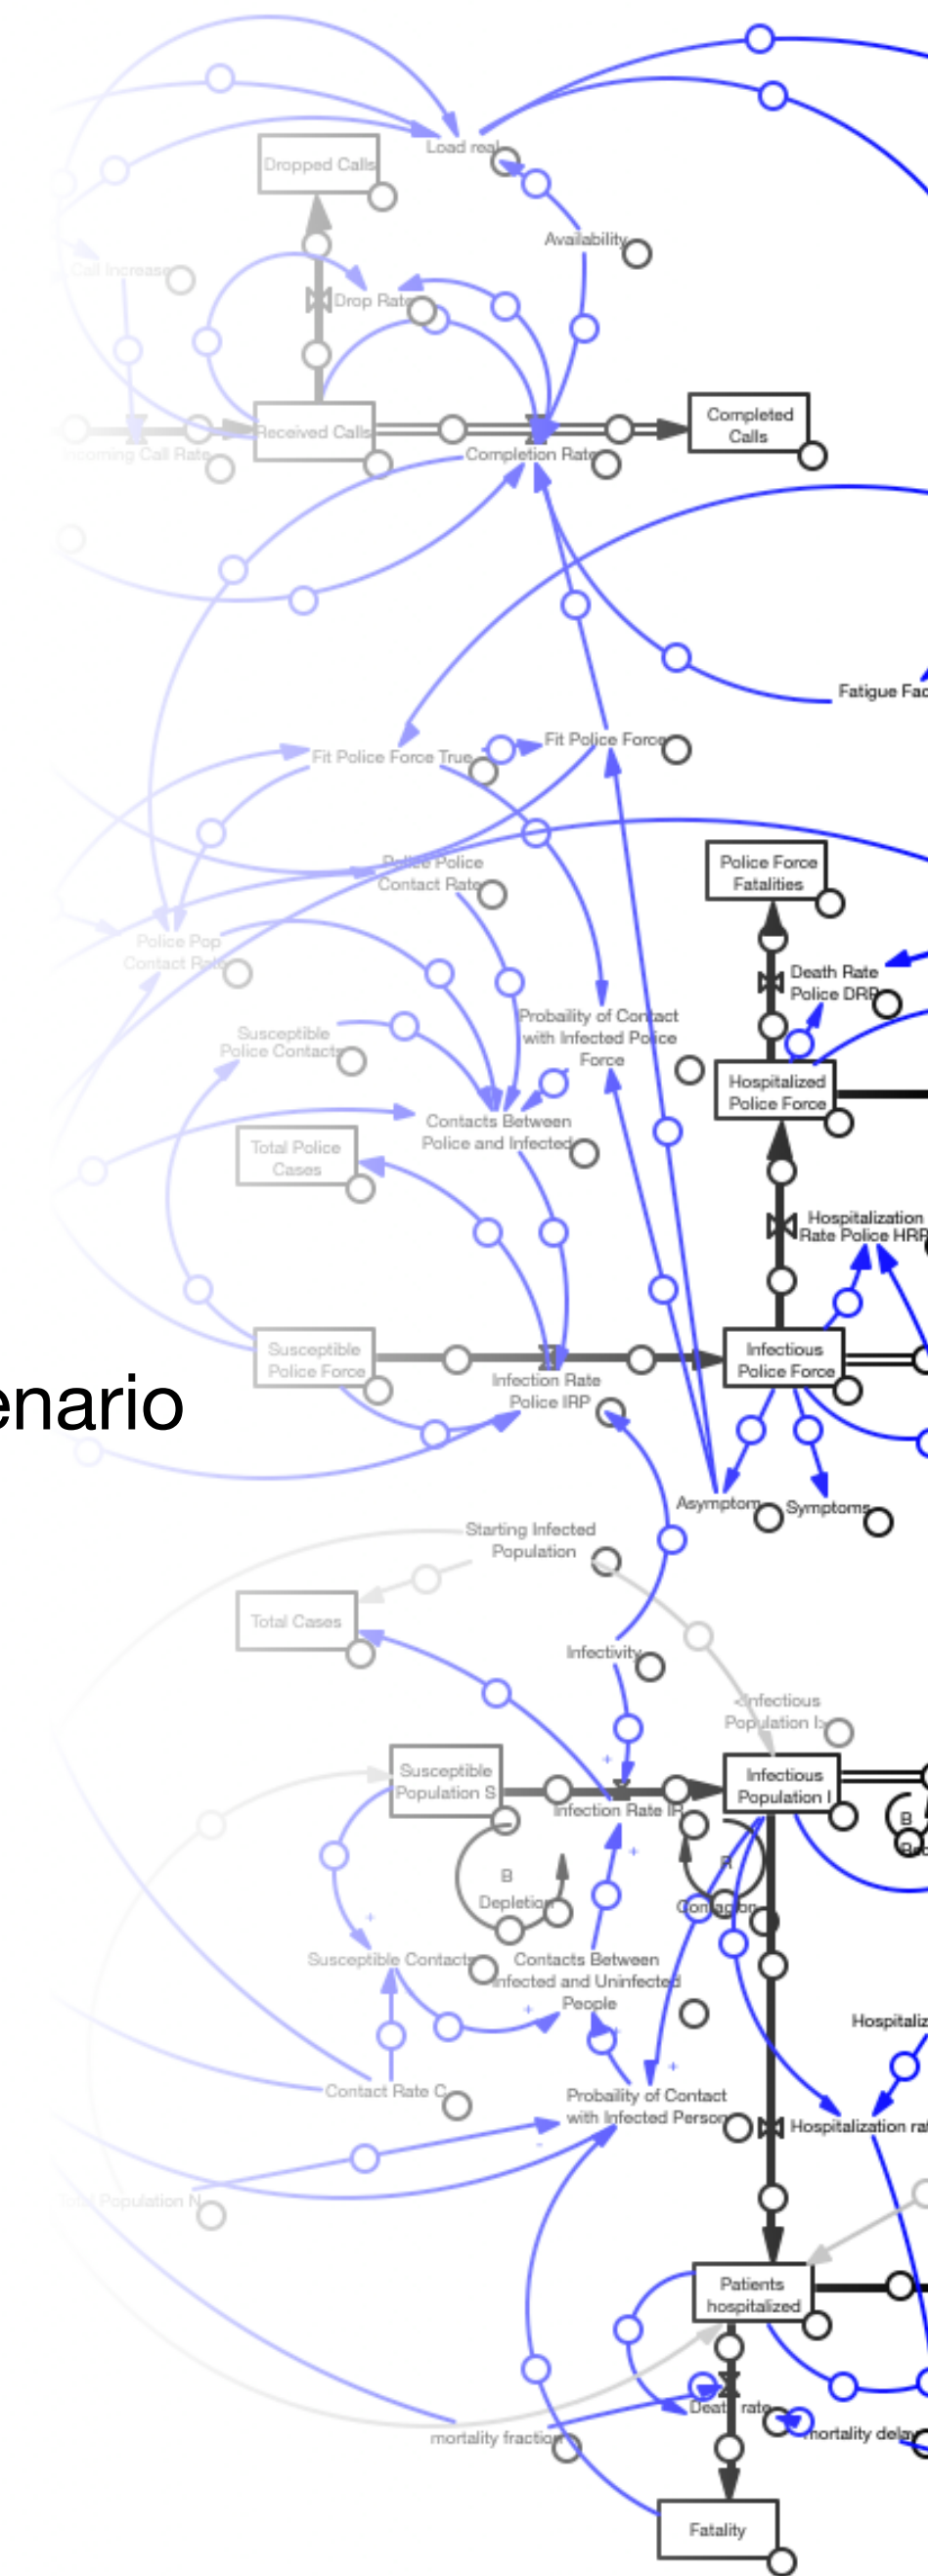 Load real
Dropped Calls
Availability
Call Increase
Drop Rate
Received Calls
Completed
Calls
Incoming Call Rate
Completion Rate
Fatigue Fac
Fit Police Force True
Fit Police Force
Police Police
Contact Rate
Police Force
Fatalities
Police Pop
Contact Rate
Death Rate
Police DRP
Susceptible
Police Contacts
Probaility of Contact
with Infected Police
Force
Hospitalized
Police Force
Contacts Between
Police and Infected
Total Police
Cases
Hospitalization
Rate Police HRP
Susceptible
Police Force
Infectious
Police Force
enario
Infection Rate
Police IRP
Asymptom
Symptoms
Starting Infected
Population
Total Cases
Infectivity
<Infectious
Population I>
Susceptible
Population S
Infectious
Population I
Infection Rate IR
B
Depletion
R
Contagion
B
Susceptible Contacts
Contacts Between
Infected and Uninfected
People
Hospitaliz
Contact Rate C
Probaility of Contact
with Infected Person
Hospitalization rat
Total Population N
Patients
hospitalized
Death rate
mortality fraction
mortality delay
Fatality